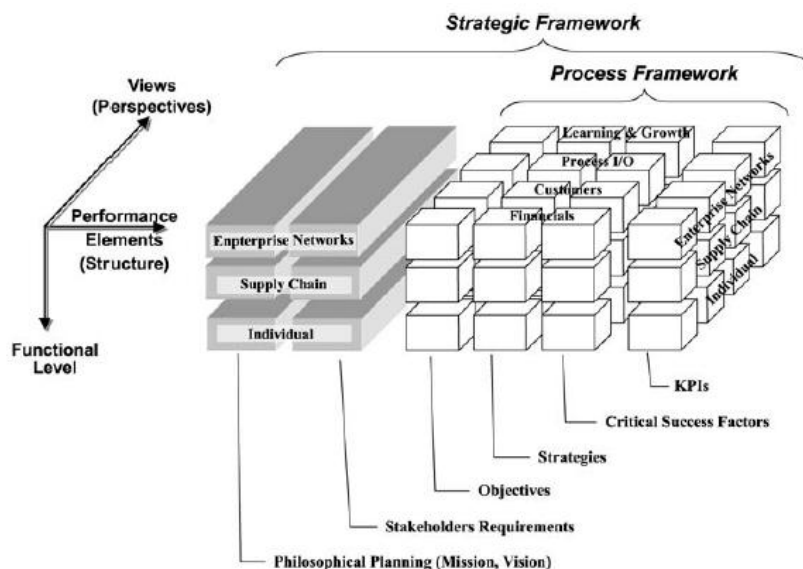 Strategic Framework
Process Framework
Views
(Perspectives)
Performance
Elements
(Structure)
Functional
Level
Learning & Growth
Process I/O
Customers
Financials
Enpterprise Networks
Supply Chain
Individual
Enterprise Networks
Supply Chain
Individual
KPIs
Critical Success Factors
Strategies
Objectives
Stakeholders Requirements
Philosophical Planning (Mission, Vision)